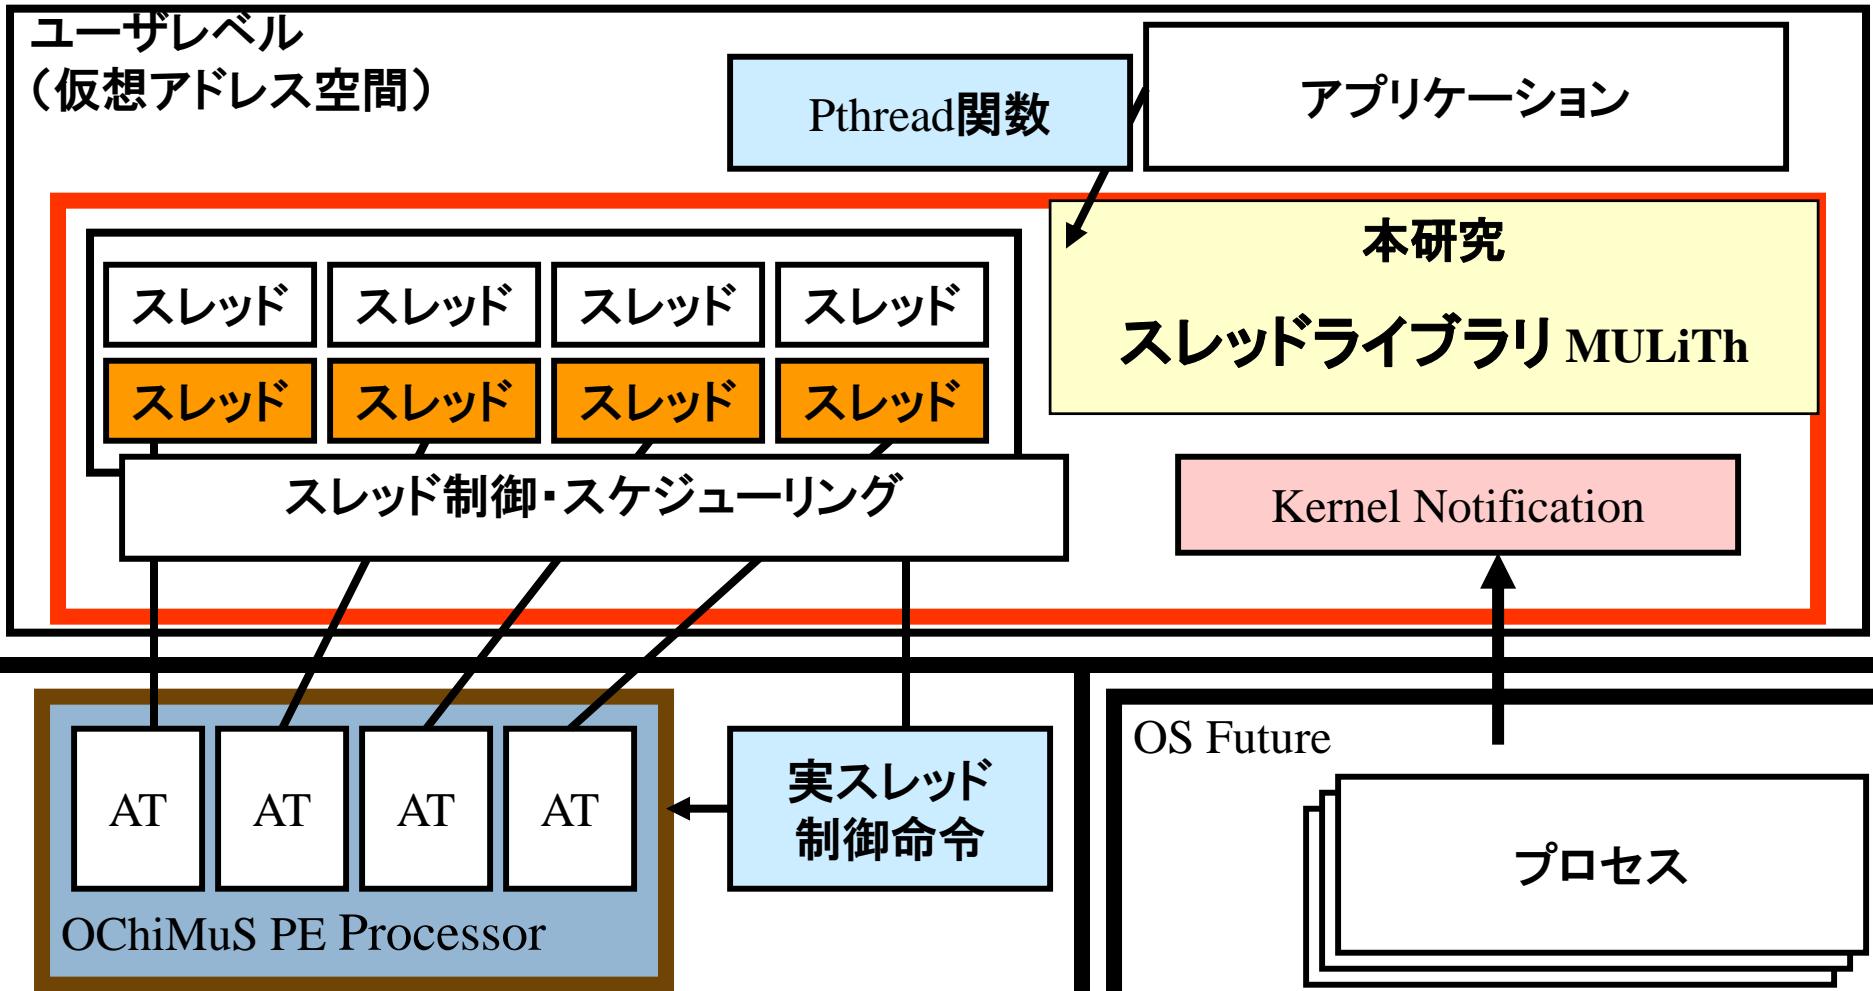 ユーザレベル
（仮想アドレス空間）
Pthread関数
アプリケーション
本研究
スレッドライブラリ MULiTh
スレッド スレッド スレッド スレッド
スレッド スレッド スレッド スレッド
スレッド制御・スケジューリング
Kernel Notification
AT AT AT AT
OChiMuS PE Processor
実スレッド
制御命令
OS Future
プロセス